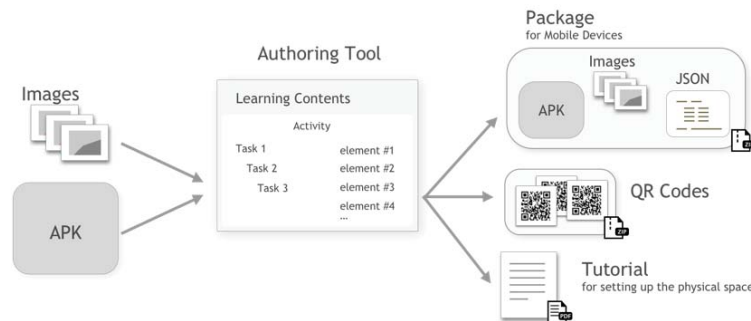 Images
APK
Authoring Tool
Learning Contents
Activity
Task 1
Task 2
Task 3
element #1
element #2
element #3
element #4
...
Package
for Mobile Devices
Images
APK
JSON
QR Codes
ZIP
Tutorial
for setting up the physical space
PDF